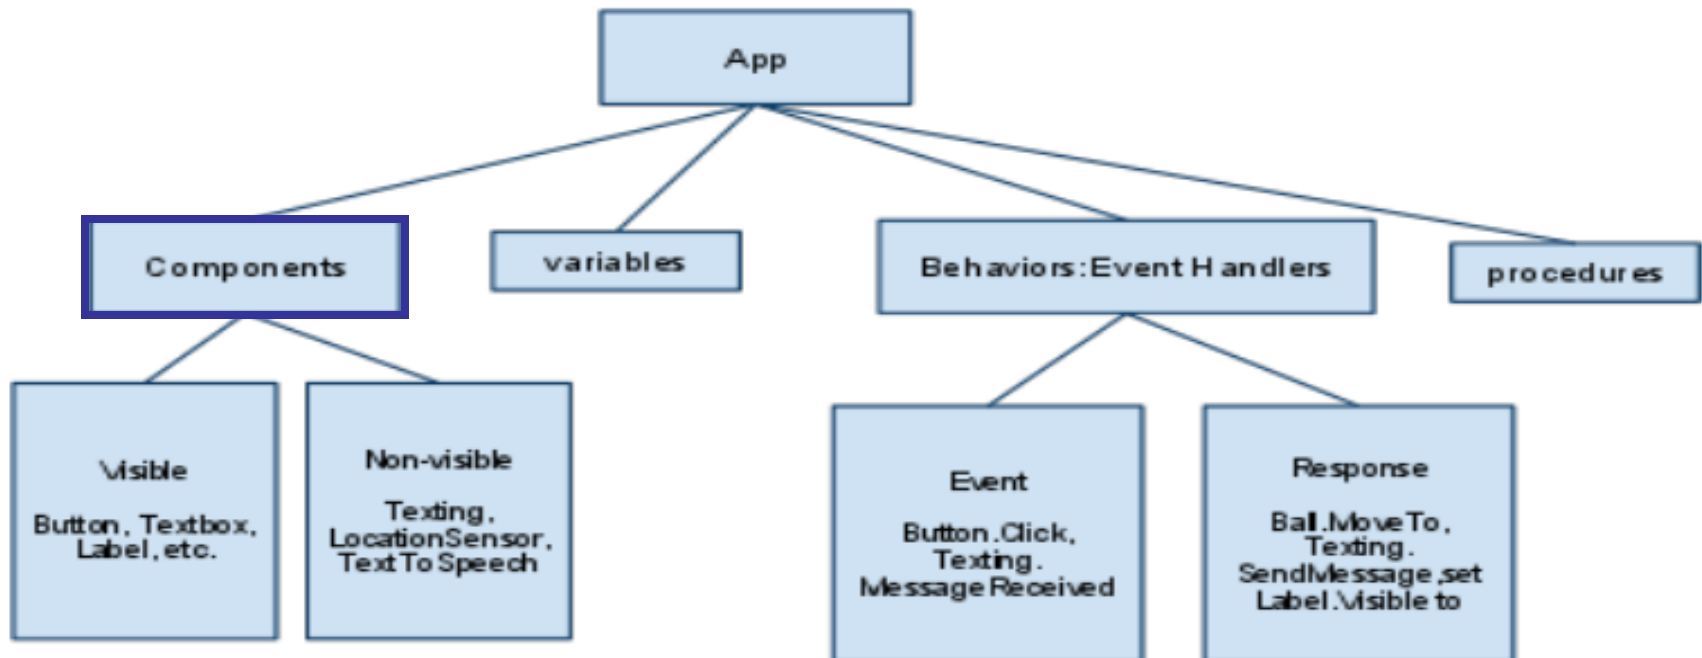 App
Components
variables
Behaviors:Event Handlers
procedures
Visible
Button, Textbox,
Label, etc.
Non-visible
Texting,
LocationSensor,
TextToSpeech
Event
Button.Click,
Texting.
MessageReceived
Response
Ball.MoveTo,
Texting.
SendMessage,set
Label.Visible to